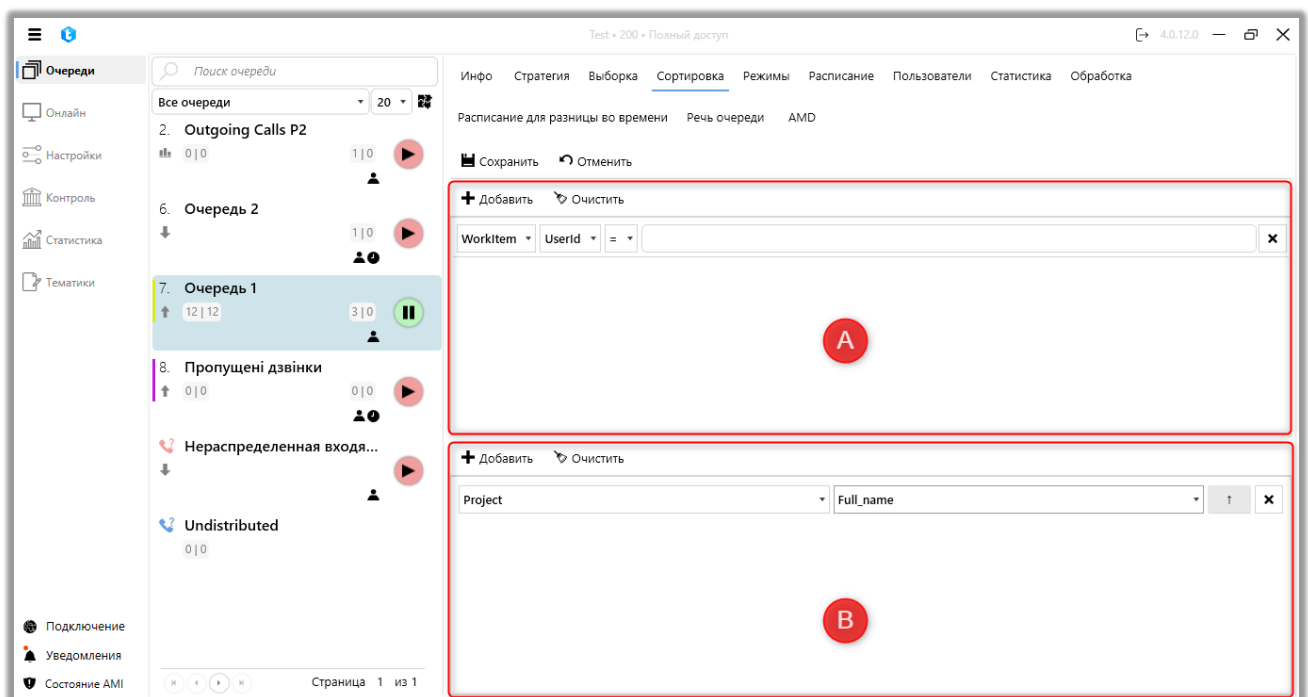 Test • 200 • Полный доступ
4.0.12.0
Очереди
Онлайн
Настройки
Контроль
Статистика
Тематики
Подключение
Уведомления
Состояние AMI
Поиск очереди
Все очереди 20
2. Outgoing Calls P2
0|0 1|0
6. Очередь 2
1|0
7. Очередь 1
12|12 3|0
8. Пропущені дзвінки
0|0 0|0
Нераспределенная входя...
Undistributed
0|0
Страница 1 из 1
Инфо Стратегия Выборка Сортировка Режимы Расписание Пользователи Статистика Обработка
Расписание для разницы во времени Речь очереди AMD
Сохранить Отменить
Добавить Очистить
WorkItem UserId =
A
Добавить Очистить
Project Full_name ↑
B